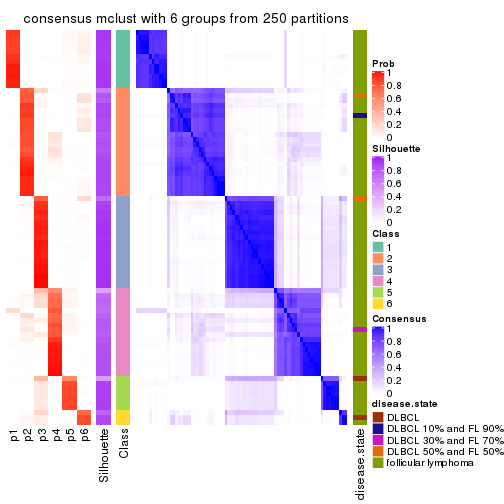 consensus mclust with 6 groups from 250 partitions
Prob
1
0.8
0.6
0.4
0.2
0
Silhouette
1
0.8
0.6
0.4
0.2
0
Class
1
2
3
4
5
6
Consensus
1
0.8
0.6
0.4
0.2
0
disease.state
DLBCL
DLBCL 10% and FL 90%
DLBCL 30% and FL 70%
DLBCL 50% and FL 50%
follicular lymphoma
p1
p2
p3
p4
p5
p6
Silhouette
Class
disease.state